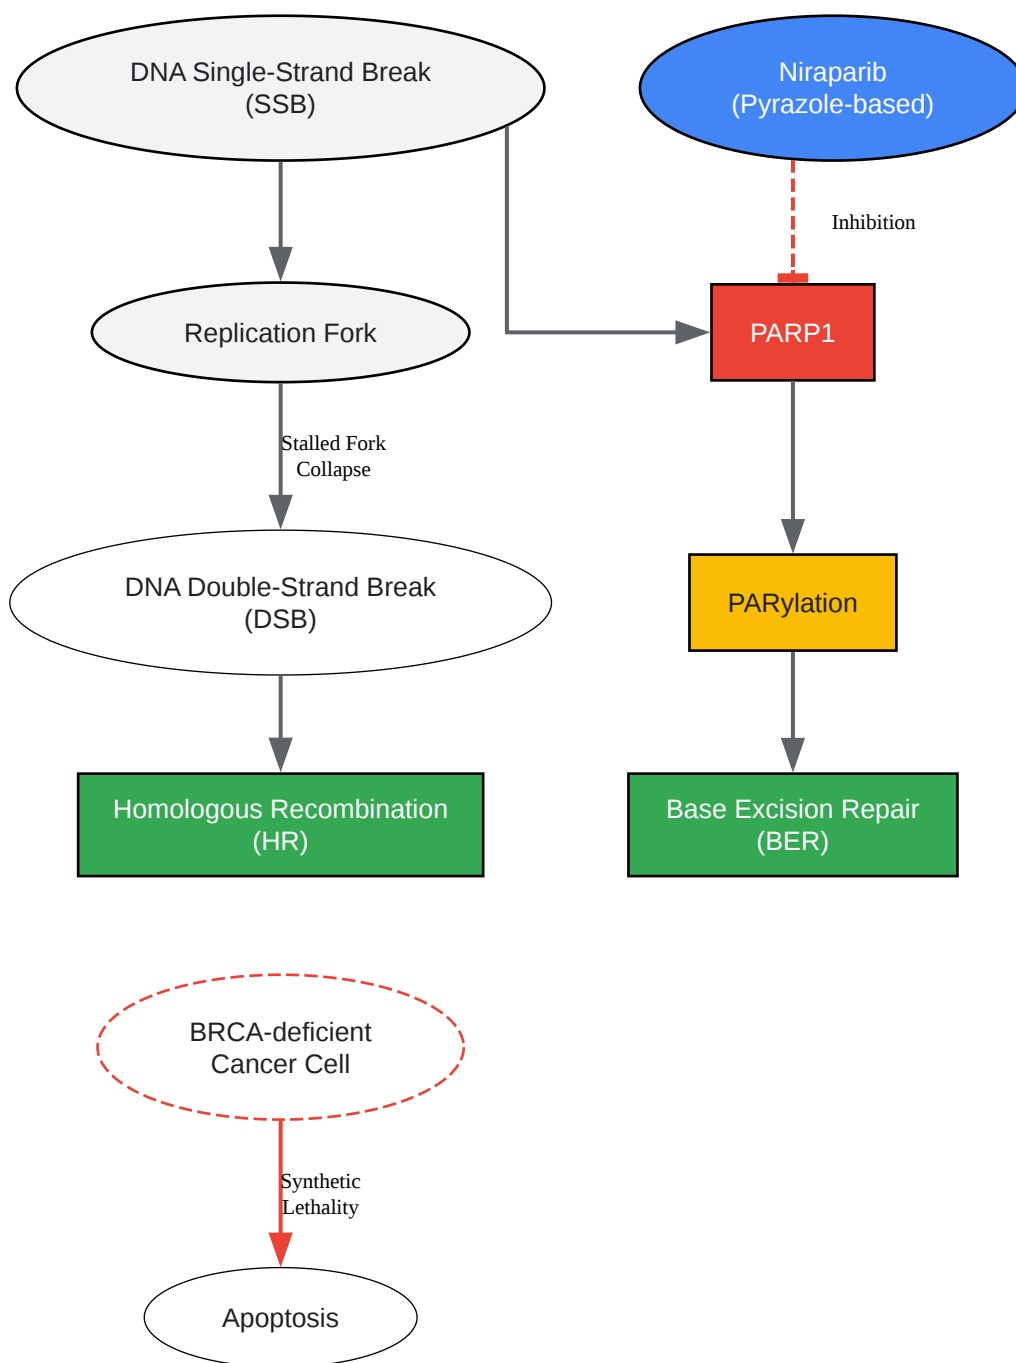 DNA Single-Strand Break
(SSB)
Niraparib
(Pyrazole-based)
Inhibition
Replication Fork
PARP1
Stalled Fork
Collapse
DNA Double-Strand Break
(DSB)
PARylation
Homologous Recombination
(HR)
Base Excision Repair
(BER)
BRCA-deficient
Cancer Cell
Synthetic
Lethality
Apoptosis